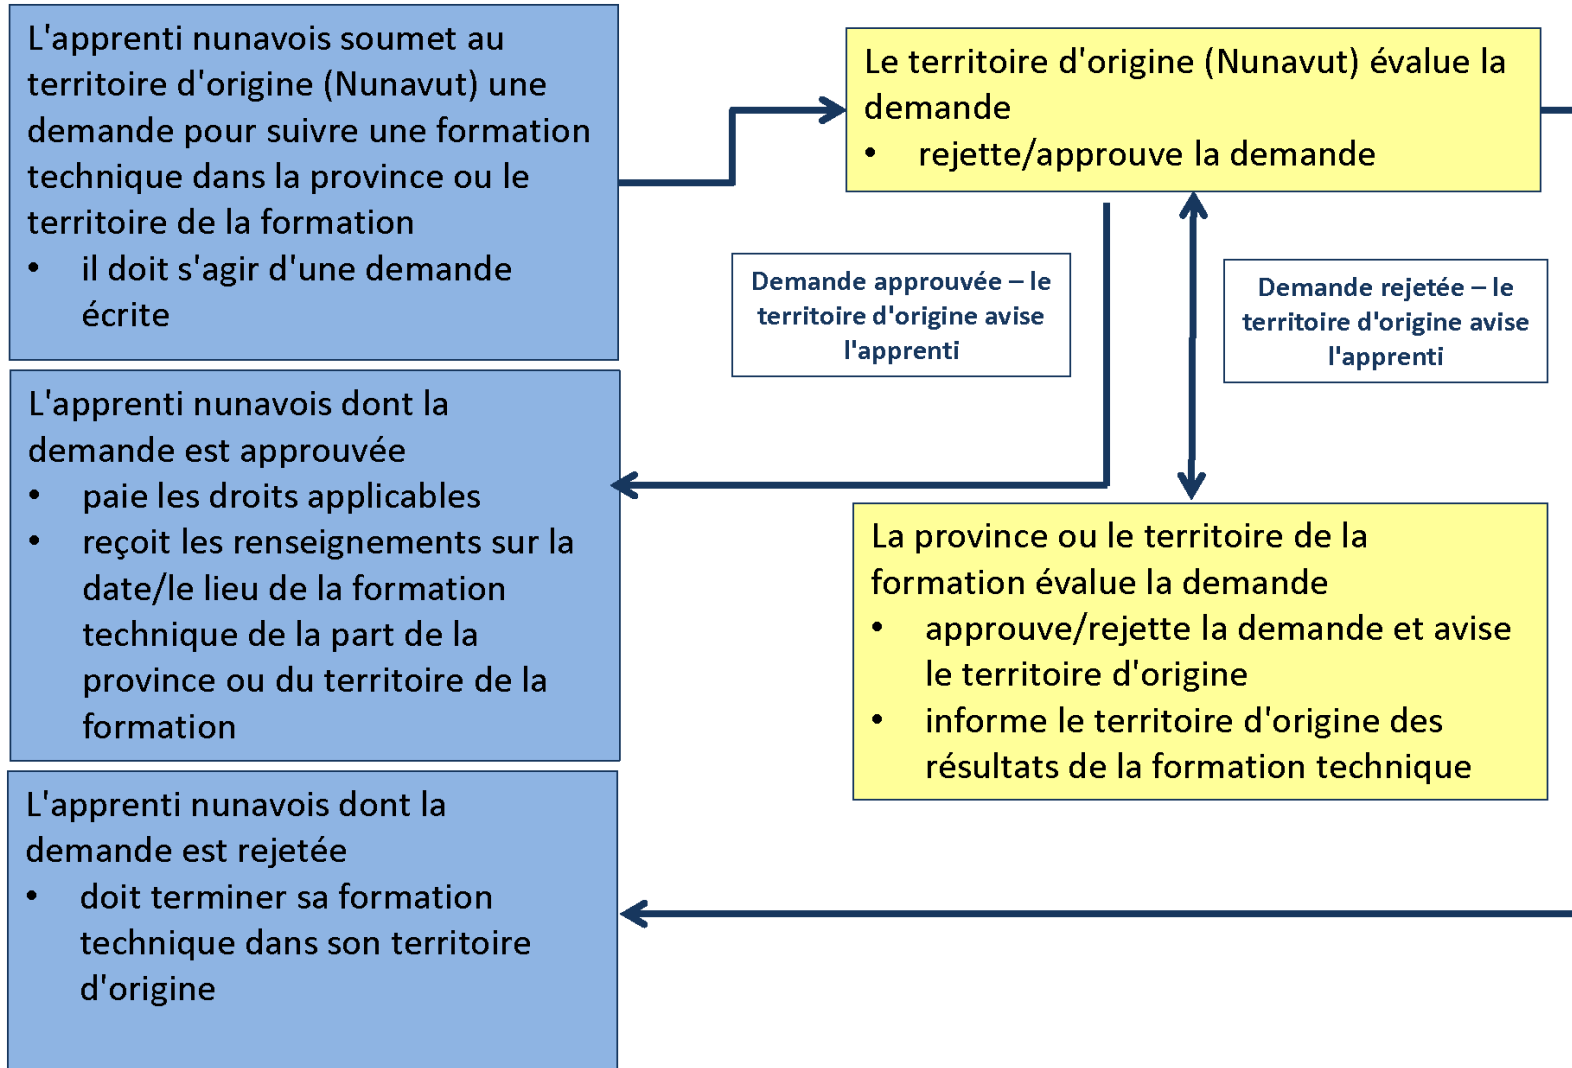 L'apprenti nunavois soumet au
territoire d'origine (Nunavut) une
demande pour suivre une formation
technique dans la province ou le
territoire de la formation
• il doit s'agir d'une demande
écrite
Le territoire d'origine (Nunavut) évalue la
demande
• rejette/approuve la demande
Demande approuvée – le
territoire d'origine avise
l'apprenti
Demande rejetée – le
territoire d'origine avise
l'apprenti
L'apprenti nunavois dont la
demande est approuvée
• paie les droits applicables
• reçoit les renseignements sur la
date/le lieu de la formation
technique de la part de la
province ou du territoire de la
formation
La province ou le territoire de la
formation évalue la demande
• approuve/rejette la demande et avise
le territoire d'origine
• informe le territoire d'origine des
résultats de la formation technique
L'apprenti nunavois dont la
demande est rejetée
• doit terminer sa formation
technique dans son territoire
d'origine